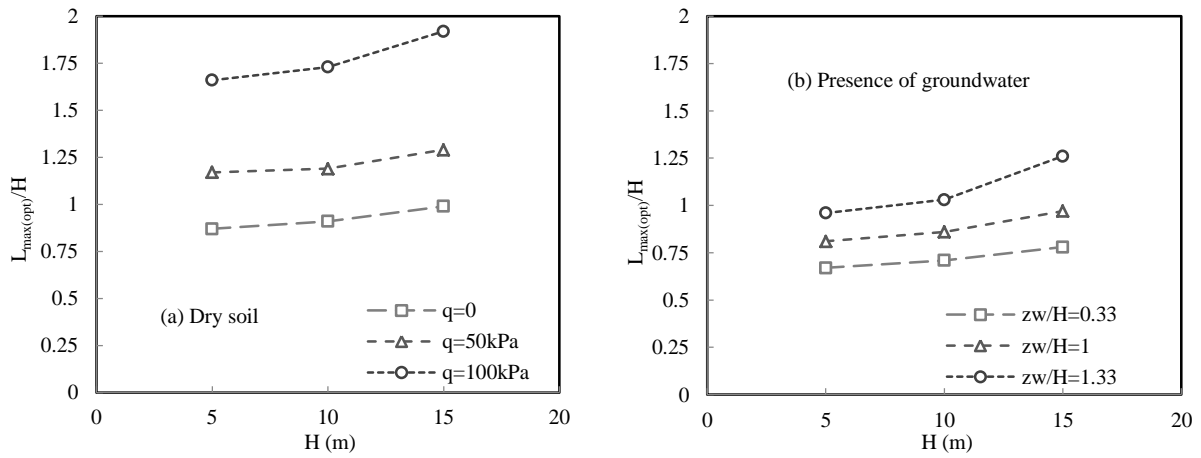 2
1.75
1.5
1.25
1
0.75
0.5
0.25
0
0 5 10 15 20
L_max(opt)/H
H (m)
(a) Dry soil
q=0
q=50kPa
q=100kPa
2
1.75
1.5
1.25
1
0.75
0.5
0.25
0
0 5 10 15 20
L_max(opt)/H
H (m)
(b) Presence of groundwater
zw/H=0.33
zw/H=1
zw/H=1.33